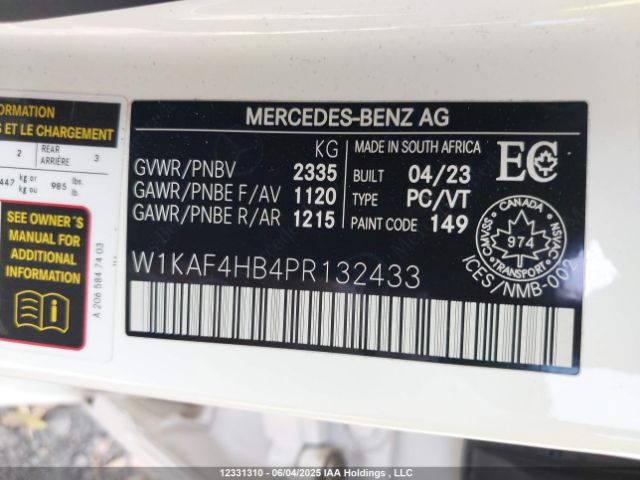 ORMATION
S ET LE CHARGEMENT
2 REAR ARRIÈRE 3
447 kg or kg ou 985 lbs. lb.
SEE OWNER'S
MANUAL FOR
ADDITIONAL
INFORMATION
A 206 584 74 03
MERCEDES-BENZ AG
KG
GVWR/PNBV 2335
GAWR/PNBE F/AV 1120
GAWR/PNBE R/AR 1215
MADE IN SOUTH AFRICA
BUILT 04/23
TYPE PC/VT
PAINT CODE 149
EC
CANADA
CMVSS
974
NSVAC
TRANSPORT
ICES/NMB-002
W1KAF4HB4PR132433
12331310 - 06/04/2025 IAA Holdings , LLC